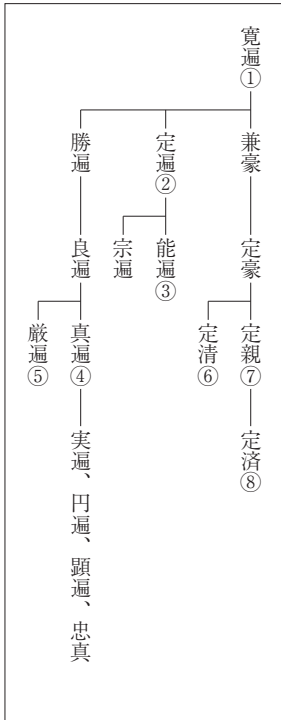 寛遍①
兼豪
定豪
定親⑦
定済⑧
定清⑥
定遍②
能遍③
宗遍
勝遍
良遍
真遍④
実遍、円遍、顕遍、忠真
厳遍⑤